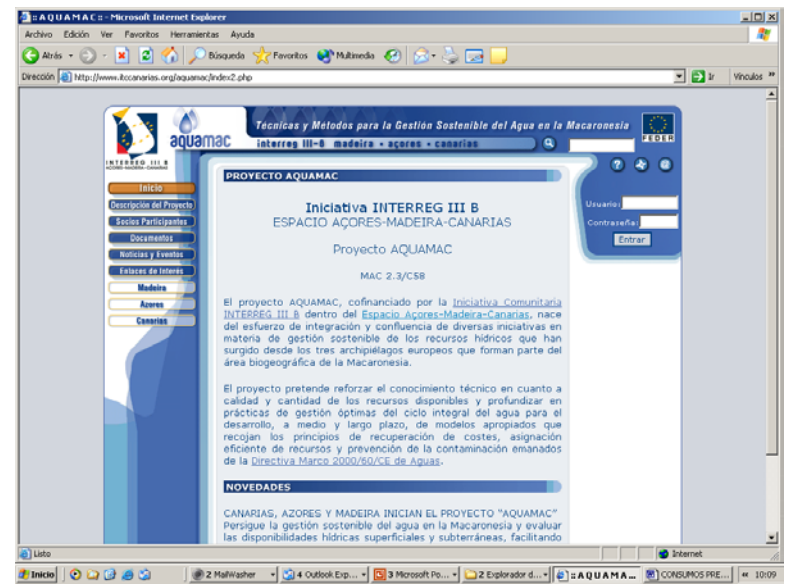 ::AQUAMAC:: - Microsoft Internet Explorer
Archivo Edición Ver Favoritos Herramientas Ayuda
Atrás Búsqueda Favoritos Multimedia
Dirección http://www.itccanarias.org/aquamac/index2.php Ir Vínculos »
INTERREG III B
aquamac
Técnicas y Métodos para la Gestión Sostenible del Agua en la Macaronesia
interreg III-B madeira • açores • canarias
FEDER
Inicio
Descripción del Proyecto
Socios Participantes
Documentos
Noticias y Eventos
Enlaces de Interés
Madeira
Azores
Canarias
PROYECTO AQUAMAC
Iniciativa INTERREG III B
ESPACIO AÇORES-MADEIRA-CANARIAS
Proyecto AQUAMAC
MAC 2.3/C58
El proyecto AQUAMAC, cofinanciado por la Iniciativa Comunitaria
INTERREG III B dentro del Espacio Açores-Madeira-Canarias, nace
del esfuerzo de integración y confluencia de diversas iniciativas en
materia de gestión sostenible de los recursos hídricos que han
surgido desde los tres archipiélagos europeos que forman parte del
área biogeográfica de la Macaronesia.
El proyecto pretende reforzar el conocimiento técnico en cuanto a
calidad y cantidad de los recursos disponibles y profundizar en
prácticas de gestión óptimas del ciclo integral del agua para el
desarrollo, a medio y largo plazo, de modelos apropiados que
recojan los principios de recuperación de costes, asignación
eficiente de recursos y prevención de la contaminación emanados
de la Directiva Marco 2000/60/CE de Aguas.
NOVEDADES
CANARIAS, AZORES Y MADEIRA INICIAN EL PROYECTO "AQUAMAC"
Persigue la gestión sostenible del agua en la Macaronesia y evaluar
las disponibilidades hídricas superficiales y subterráneas, facilitando
Usuario:
Contraseña:
Entrar
Listo Internet
Inicio 2 MailWasher 4 Outlook Exp... 3 Microsoft Po... 2 Explorador d... ::AQUAMA... CONSUMOS PRE... « 10:09